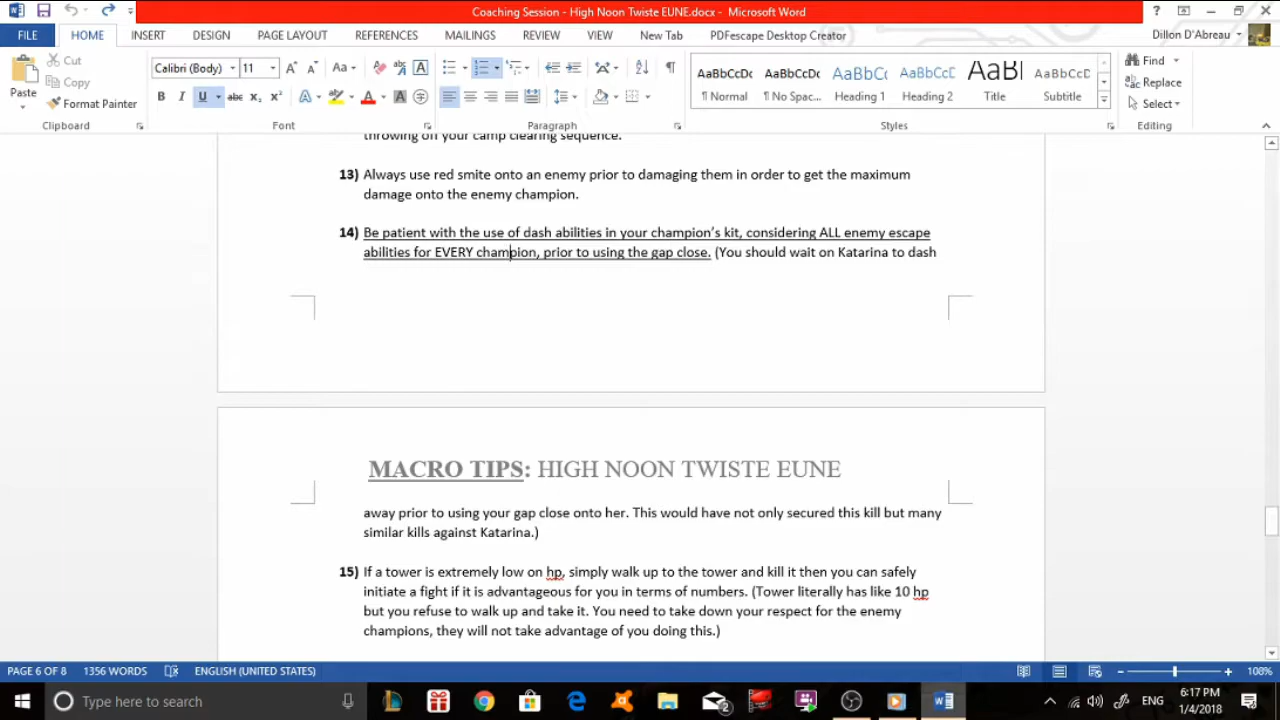 Coaching Session - High Noon Twiste EUNE.docx - Microsoft Word
FILE HOME INSERT DESIGN PAGE LAYOUT REFERENCES MAILINGS REVIEW VIEW New Tab PDFescape Desktop Creator Dillon D'Abreau
Cut
Copy
Paste
Format Painter
Clipboard
Calibri (Body) 11
Font
Paragraph
AaBbCcDc AaBbCcDc AaBbCc AaBbCcC AaBI AaBbCcD
¶ Normal ¶ No Spac... Heading 1 Heading 2 Title Subtitle
Styles
Find
Replace
Select
Editing
throwing off your camp clearing sequence.
13) Always use red smite onto an enemy prior to damaging them in order to get the maximum
damage onto the enemy champion.
14) Be patient with the use of dash abilities in your champion's kit, considering ALL enemy escape
abilities for EVERY champion, prior to using the gap close. (You should wait on Katarina to dash
MACRO TIPS: HIGH NOON TWISTE EUNE
away prior to using your gap close onto her. This would have not only secured this kill but many
similar kills against Katarina.)
15) If a tower is extremely low on hp, simply walk up to the tower and kill it then you can safely
initiate a fight if it is advantageous for you in terms of numbers. (Tower literally has like 10 hp
but you refuse to walk up and take it. You need to take down your respect for the enemy
champions, they will not take advantage of you doing this.)
PAGE 6 OF 8 1356 WORDS ENGLISH (UNITED STATES) 108%
Type here to search
2
ENG
6:17 PM
1/4/2018